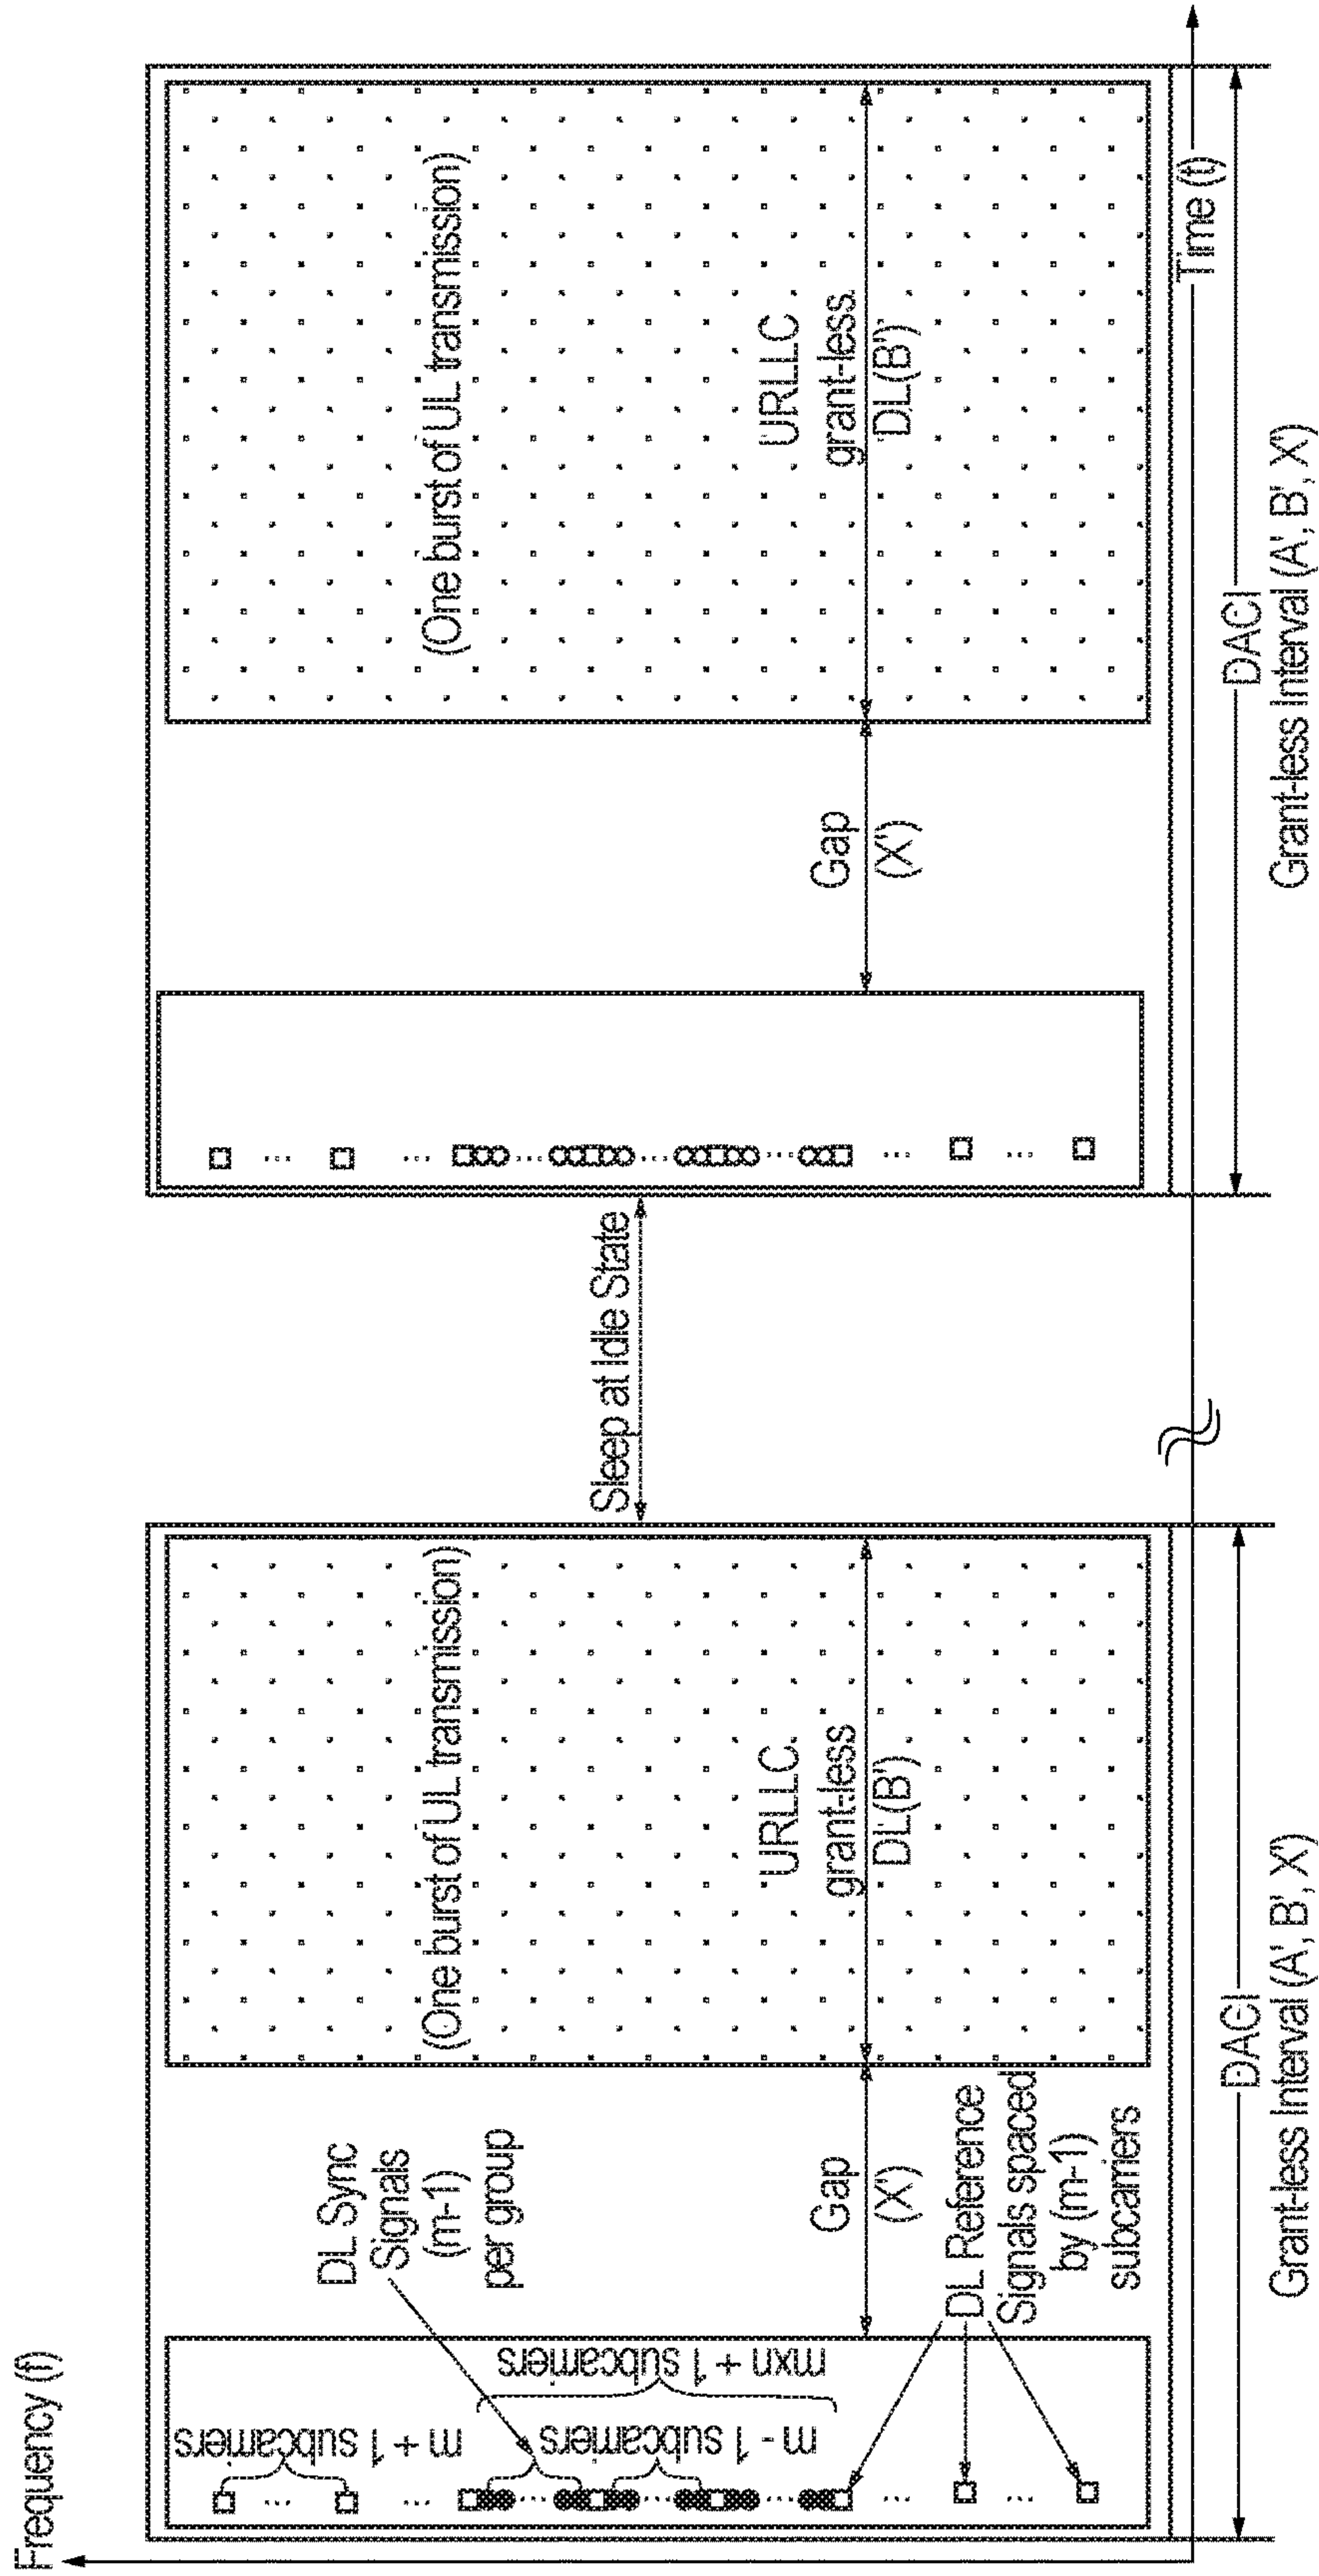 Frequency (f)
m + 1 subcarriers
m - 1 subcarriers
mxn + 1 subcarriers
DL Sync
Signals
(m-1)
per group
Gap
(X')
DL Reference
Signals spaced
by (m-1)
subcarriers
(One burst of UL transmission)
URLLC
grant-less
DL(B')
DACI
Grant-less Interval (A', B', X')
Sleep at Idle State
Gap
(X')
(One burst of UL transmission)
URLLC
grant-less
DL(B')
Time (t)
DACI
Grant-less Interval (A', B', X')